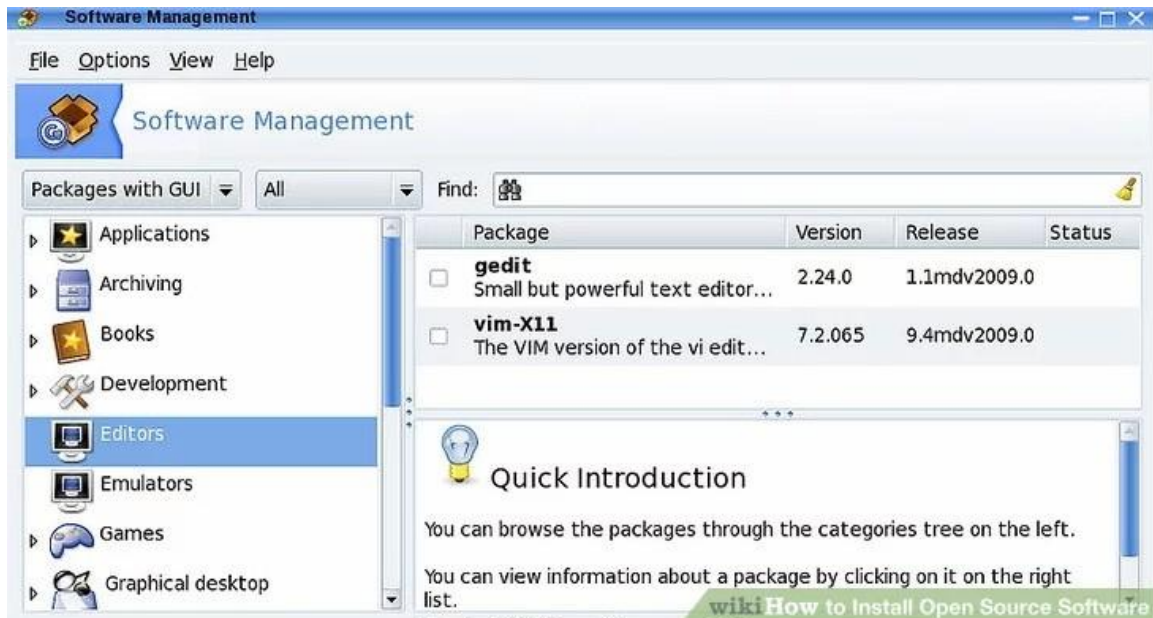 Software Management
File Options View Help
Software Management
Packages with GUI All Find:
Applications
Archiving
Books
Development
Editors
Emulators
Games
Graphical desktop
Package Version Release Status
gedit
Small but powerful text editor... 2.24.0 1.1mdv2009.0
vim-X11
The VIM version of the vi edit... 7.2.065 9.4mdv2009.0
Quick Introduction
You can browse the packages through the categories tree on the left.
You can view information about a package by clicking on it on the right
list.
wikiHow to Install Open Source Software